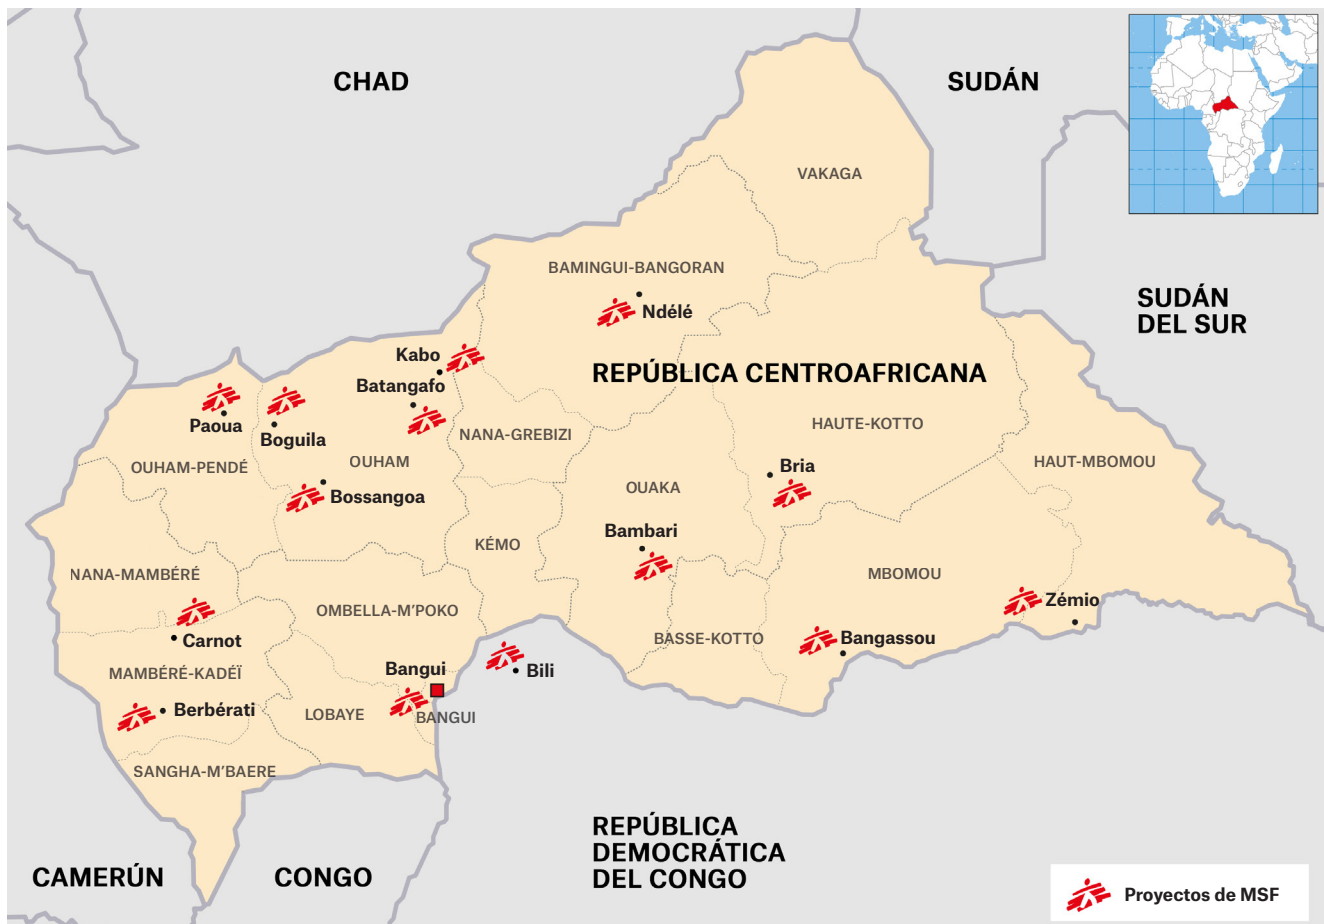 CHAD
SUDÁN
VAKAGA
BAMINGUI-BANGORAN
Ndélé
SUDÁN
DEL SUR
Kabo
Batangafo
REPÚBLICA CENTROAFRICANA
Paoua
Boguila
NANA-GREBIZI
HAUTE-KOTTO
OUHAM-PENDÉ
OUHAM
Bria
HAUT-MBOMOU
Bossangoa
OUAKA
Bambari
KÉMO
NANA-MAMBÉRÉ
MBOMOU
OMBELLA-M'POKO
Zémio
Carnot
BASSE-KOTTO
Bangassou
MAMBÉRÉ-KADEÏ
Bangui
Bili
Berbérati
LOBAYE
BANGUI
SANGHA-M'BAERE
REPÚBLICA
DEMOCRÁTICA
DEL CONGO
CAMERÚN
CONGO
Proyectos de MSF